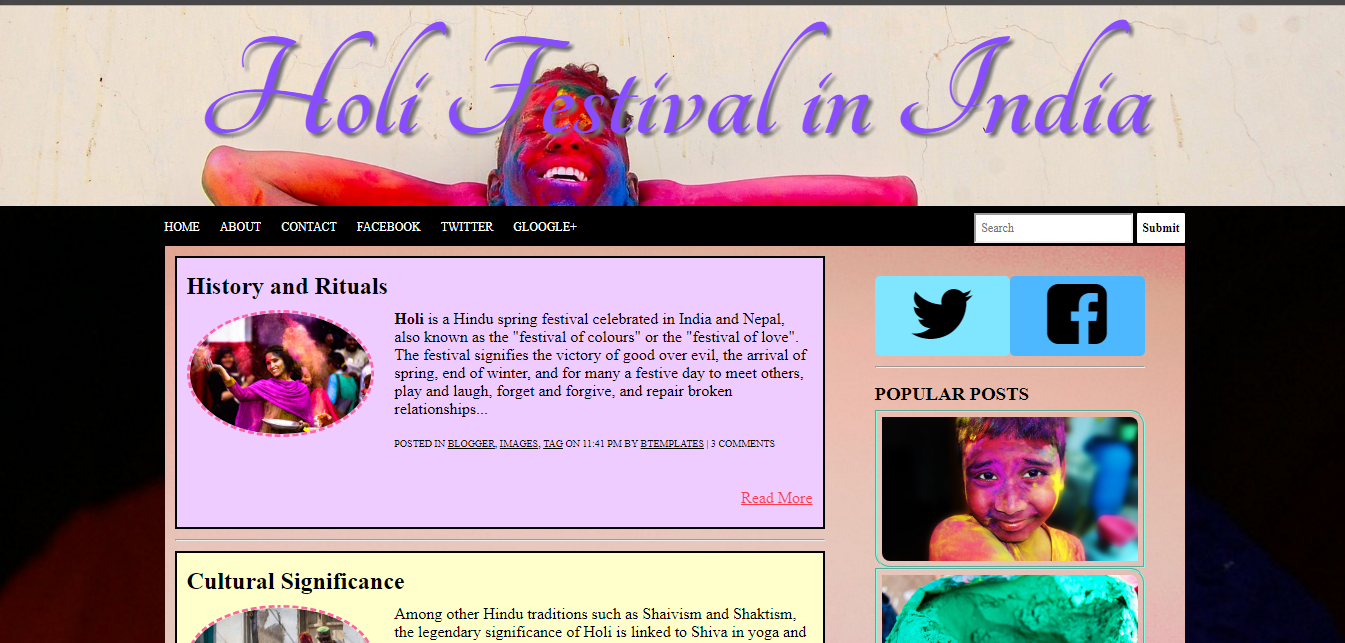 Holi Festival in India
HOME ABOUT CONTACT FACEBOOK TWITTER GLOOGLE+ Search Submit
History and Rituals
Holi is a Hindu spring festival celebrated in India and Nepal,
also known as the "festival of colours" or the "festival of love".
The festival signifies the victory of good over evil, the arrival of
spring, end of winter, and for many a festive day to meet others,
play and laugh, forget and forgive, and repair broken
relationships...
POSTED IN BLOGGER, IMAGES, TAG ON 11:41 PM BY BTEMPLATES | 3 COMMENTS
Read More
Cultural Significance
Among other Hindu traditions such as Shaivism and Shaktism,
the legendary significance of Holi is linked to Shiva in yoga and
POPULAR POSTS